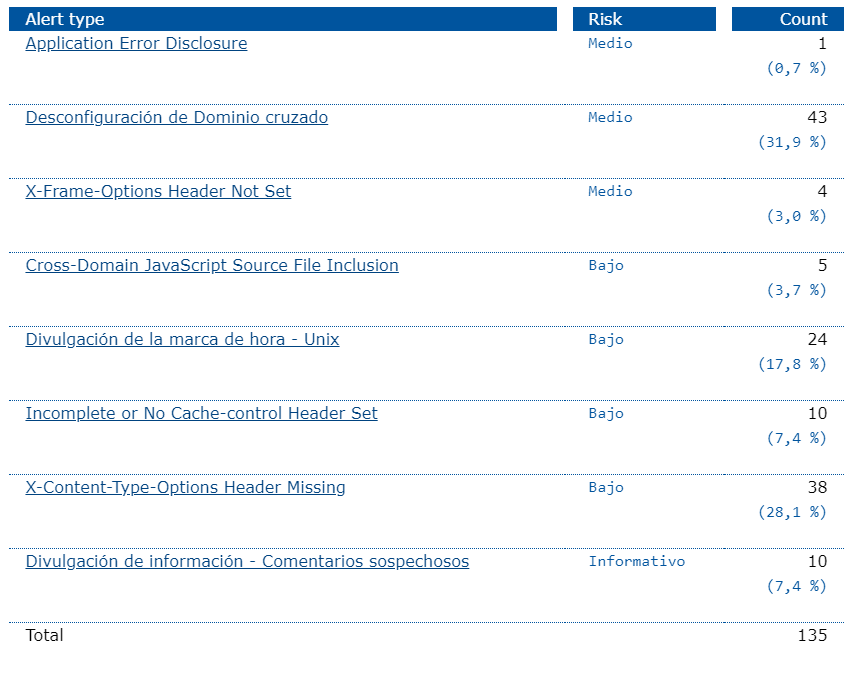 Alert type Risk Count
Application Error Disclosure Medio 1
(0,7 %)
Desconfiguración de Dominio cruzado Medio 43
(31,9 %)
X-Frame-Options Header Not Set Medio 4
(3,0 %)
Cross-Domain JavaScript Source File Inclusion Bajo 5
(3,7 %)
Divulgación de la marca de hora - Unix Bajo 24
(17,8 %)
Incomplete or No Cache-control Header Set Bajo 10
(7,4 %)
X-Content-Type-Options Header Missing Bajo 38
(28,1 %)
Divulgación de información - Comentarios sospechosos Informativo 10
(7,4 %)
Total 135